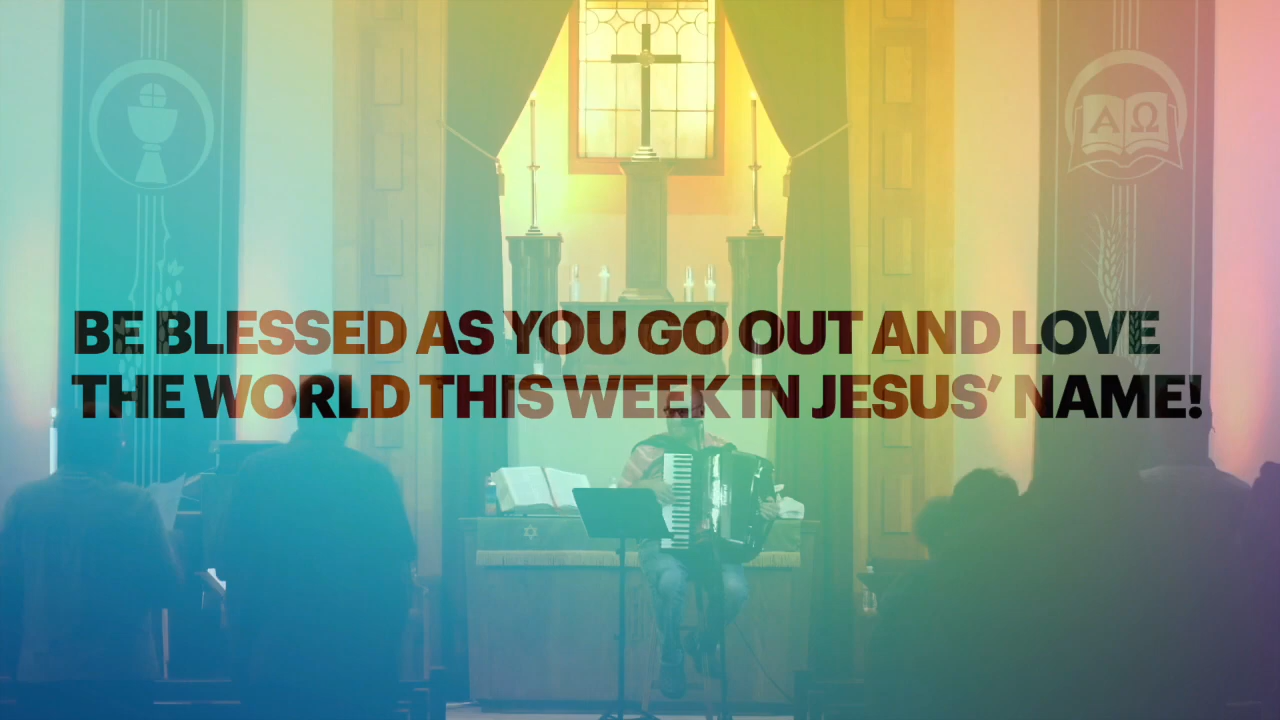 Α Ω
BE BLESSED AS YOU GO OUT AND LOVE
THE WORLD THIS WEEK IN JESUS’ NAME!